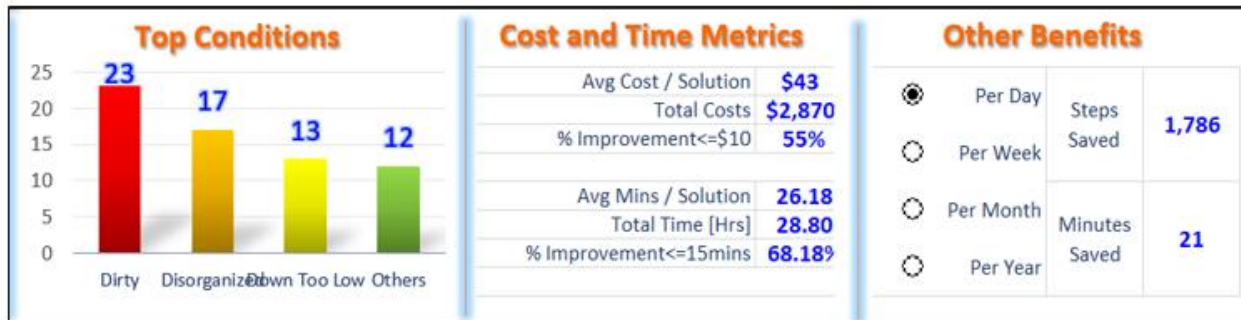 Top Conditions
25
20
15
10
5
0
23
17
13
12
Dirty
Disorganized
Down Too Low
Others
Cost and Time Metrics
Avg Cost / Solution $43
Total Costs $2,870
% Improvement<=$10 55%
Avg Mins / Solution 26.18
Total Time [Hrs] 28.80
% Improvement<=15mins 68.18%
Other Benefits
Per Day
Per Week
Per Month
Per Year
Steps
Saved
1,786
Minutes
Saved
21